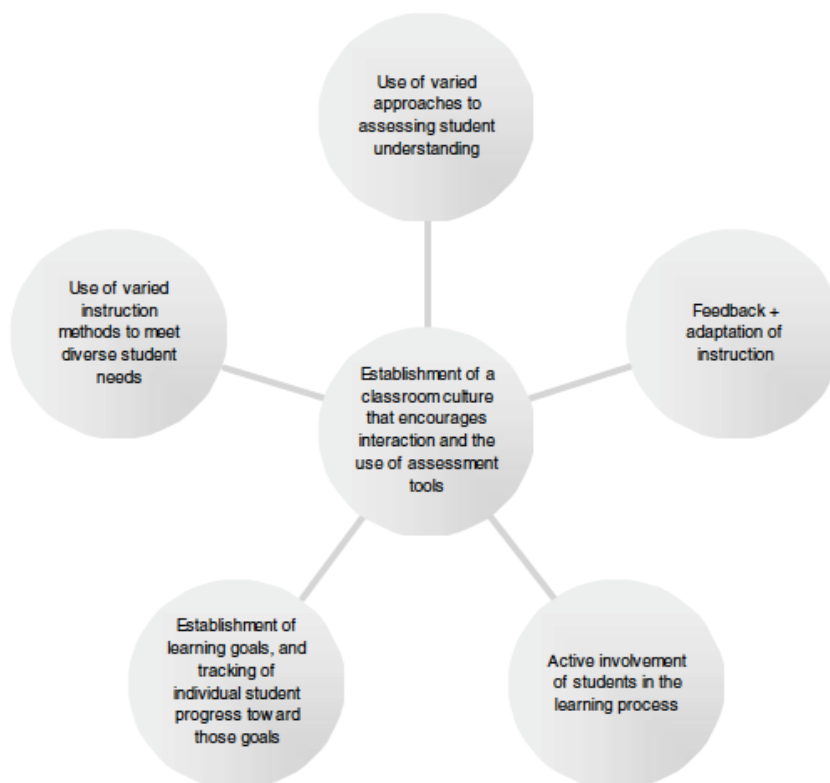 Use of varied
approaches to
assessing student
understanding
Use of varied
instruction
methods to meet
diverse student
needs
Feedback +
adaptation of
instruction
Establishment of a
classroom culture
that encourages
interaction and the
use of assessment
tools
Establishment of
learning goals, and
tracking of
individual student
progress toward
those goals
Active involvement
of students in the
learning process